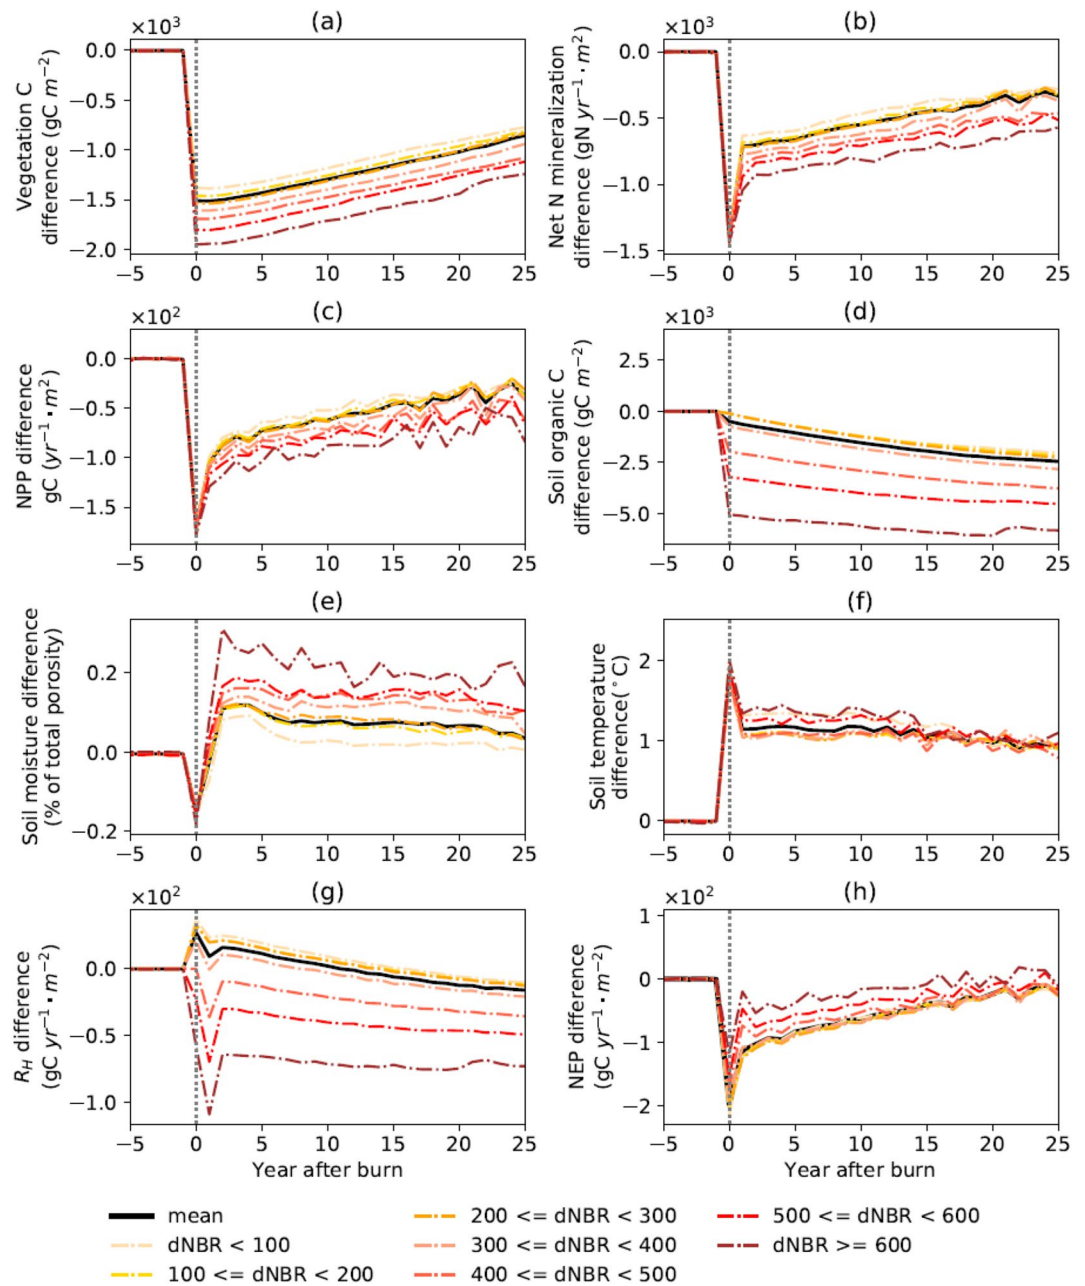 (a)
×10³
0.0
−0.5
−1.0
−1.5
−2.0
Vegetation C
difference (gC m⁻²)
−5 0 5 10 15 20 25
(b)
×10³
0.0
−0.5
−1.0
−1.5
Net N mineralization
difference (gN yr⁻¹ · m²)
−5 0 5 10 15 20 25
(c)
×10²
0.0
−0.5
−1.0
−1.5
NPP difference
gC (yr⁻¹ · m²)
−5 0 5 10 15 20 25
(d)
×10³
2.5
0.0
−2.5
−5.0
Soil organic C
difference (gC m⁻²)
−5 0 5 10 15 20 25
(e)
0.2
0.0
−0.2
Soil moisture difference
(% of total porosity)
−5 0 5 10 15 20 25
(f)
2
1
0
Soil temperature
difference(°C)
−5 0 5 10 15 20 25
(g)
×10²
0.0
−0.5
−1.0
R_H difference
(gC yr⁻¹ · m⁻²)
−5 0 5 10 15 20 25
Year after burn
(h)
×10²
1
0
−1
−2
NEP difference
(gC yr⁻¹ · m⁻²)
−5 0 5 10 15 20 25
Year after burn
mean
dNBR < 100
100 <= dNBR < 200
200 <= dNBR < 300
300 <= dNBR < 400
400 <= dNBR < 500
500 <= dNBR < 600
dNBR >= 600